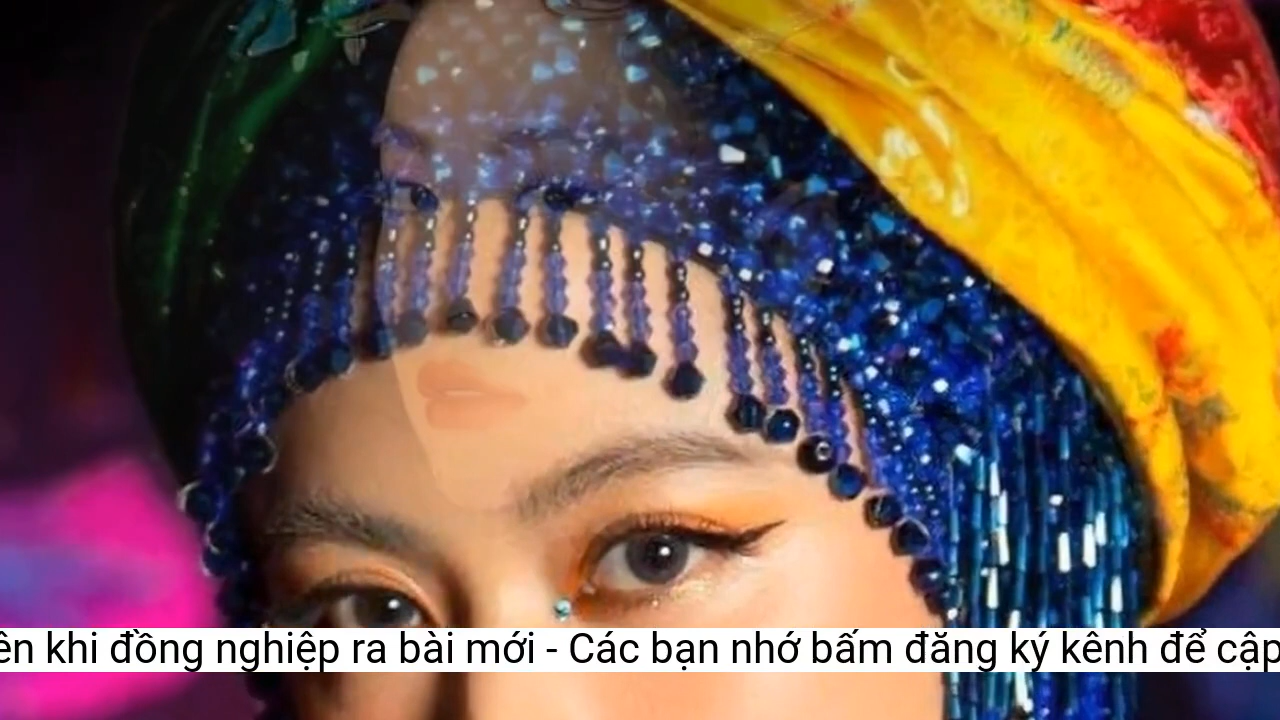 ên khi đồng nghiệp ra bài mới - Các bạn nhớ bấm đăng ký kênh để cập